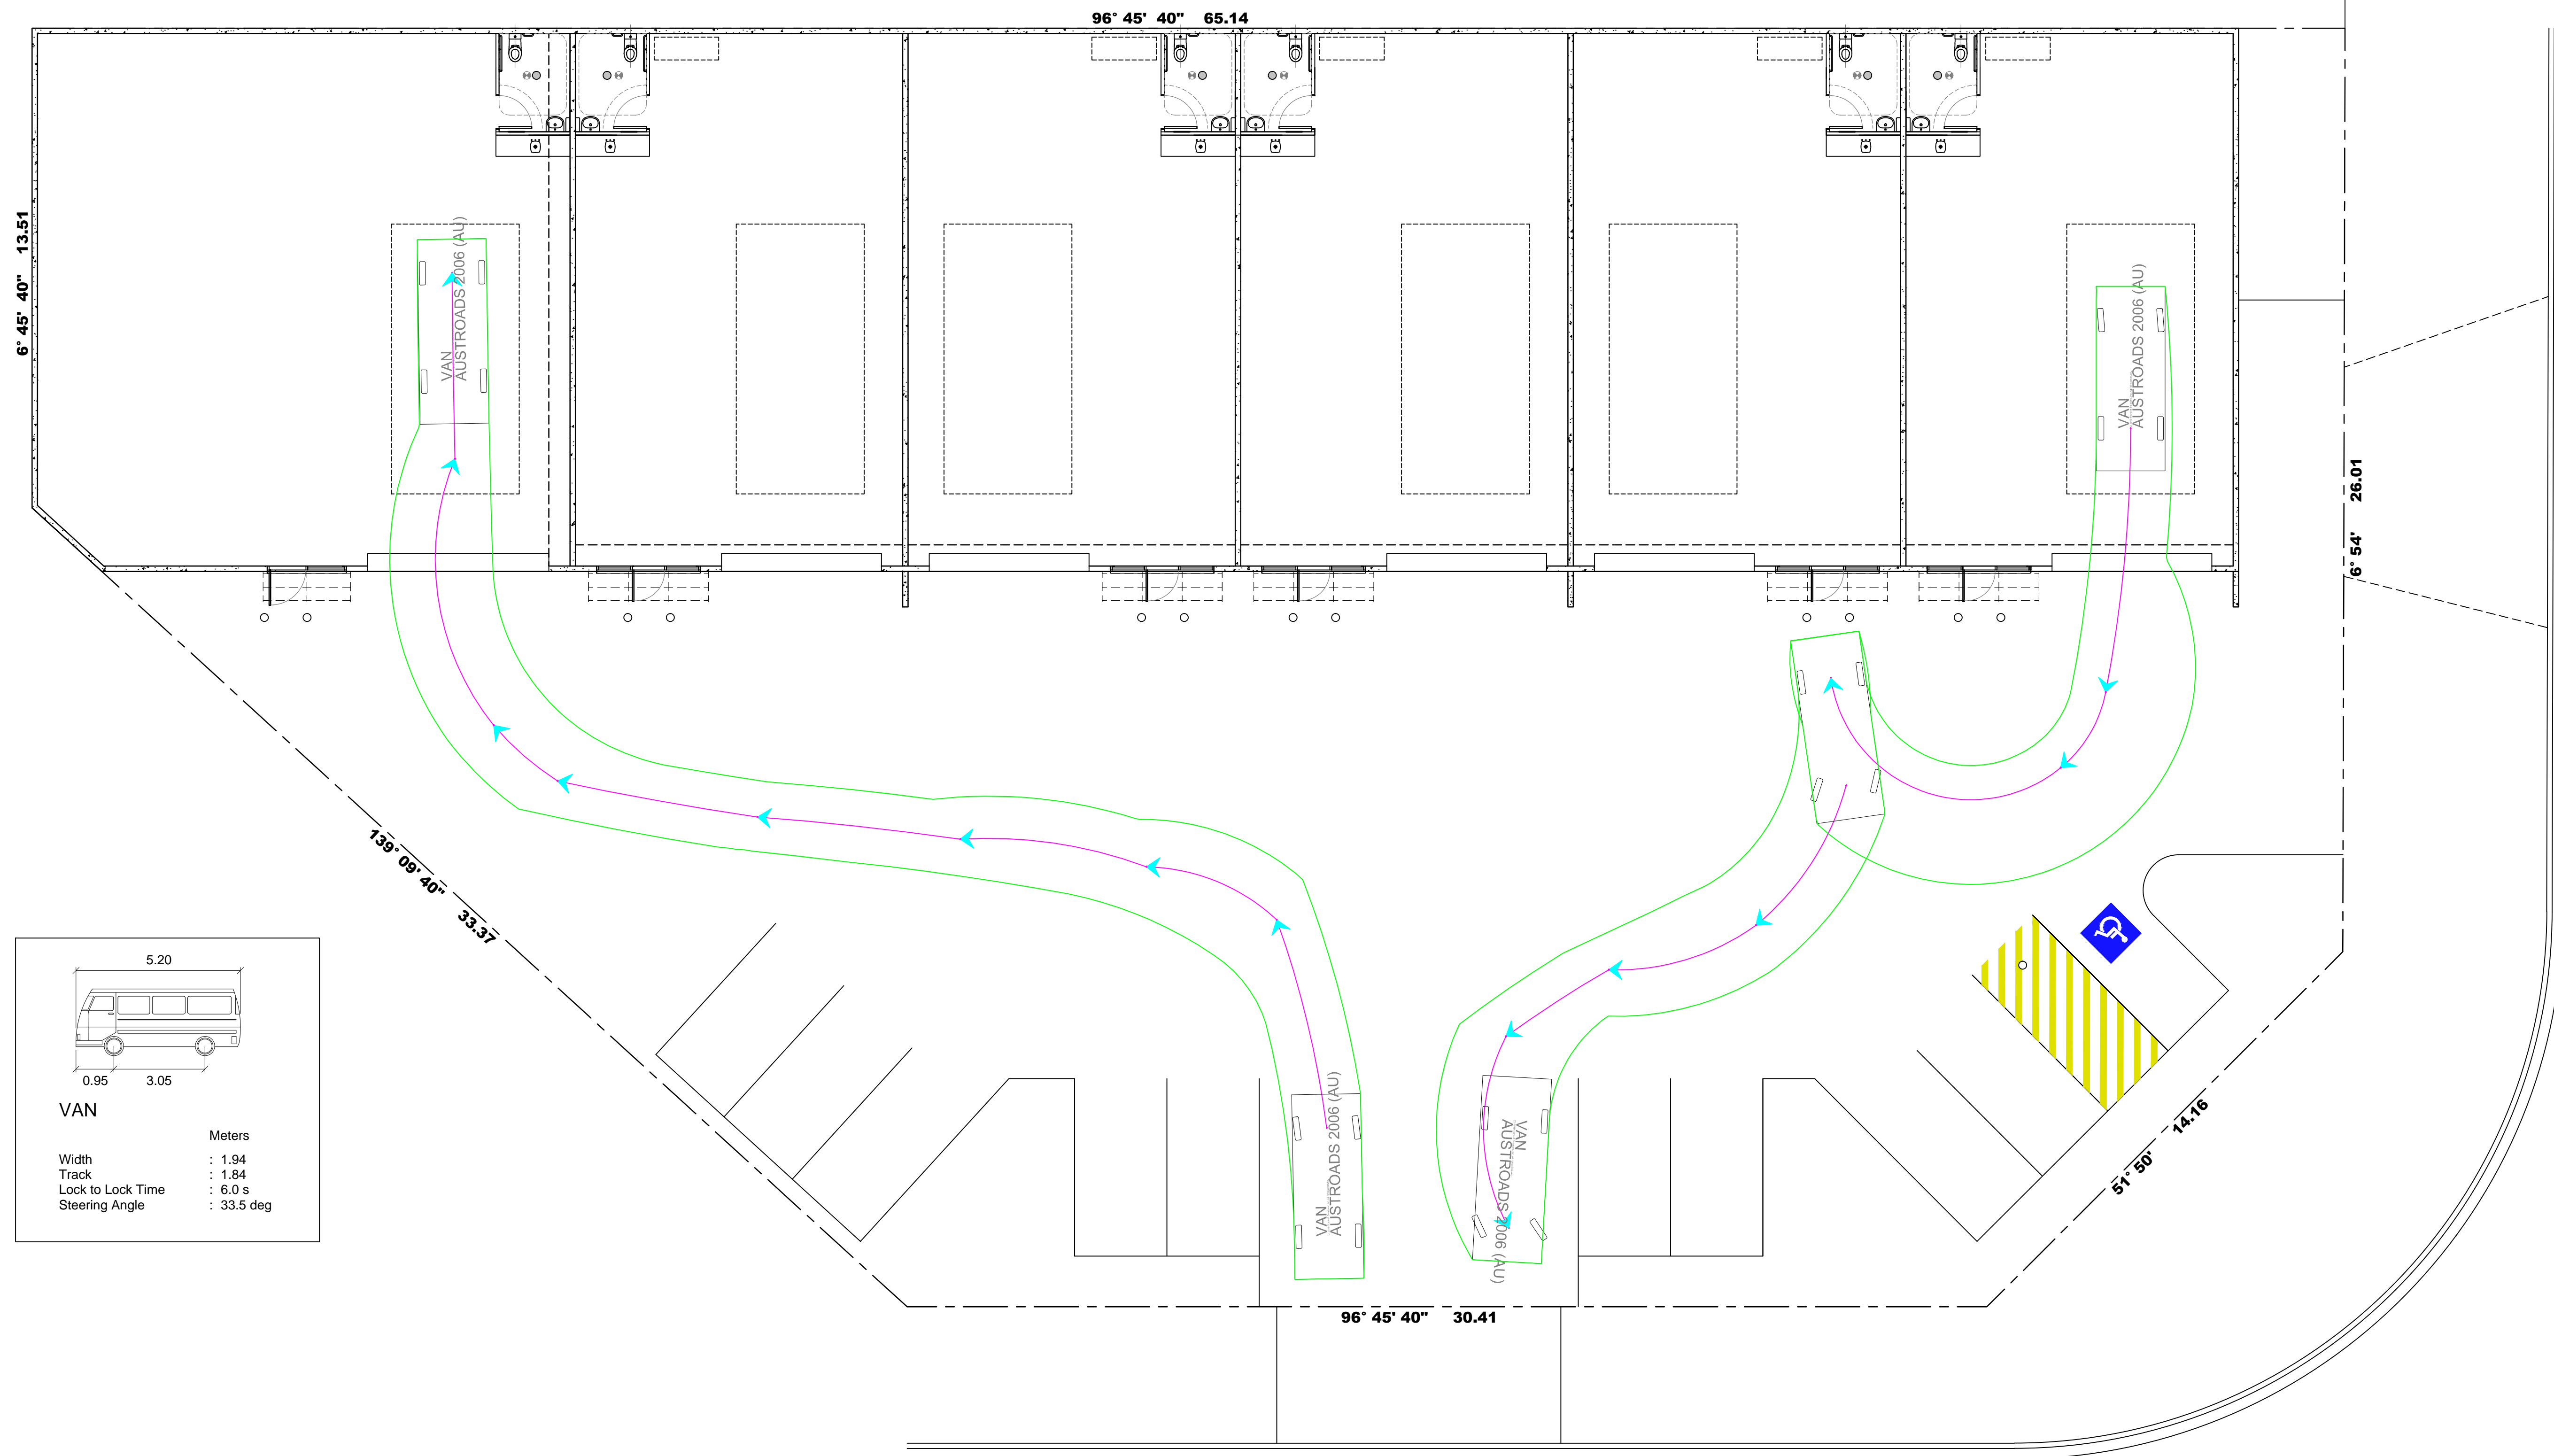 96° 45' 40" 65.14
6° 45' 40" 13.51
VAN
AUSTROADS 2006 (AU)
VAN
AUSTROADS 2006 (AU)
6° 54' 26.01
139° 09' 40" 33.37
5.20
0.95 3.05
VAN
Meters
Width : 1.94
Track : 1.84
Lock to Lock Time : 6.0 s
Steering Angle : 33.5 deg
VAN
AUSTROADS 2006 (AU)
VAN
AUSTROADS 2006 (AU)
51° 50' 14.16
96° 45' 40" 30.41